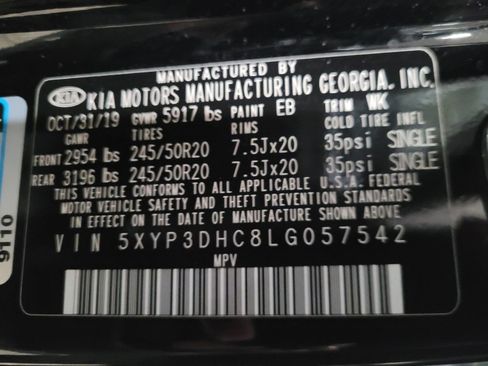 MANUFACTURED BY
KIA KIA MOTORS MANUFACTURING GEORGIA, INC.
OCT/31/19 GVWR 5917 lbs PAINT EB TRIM WK
GAWR TIRES RIMS COLD TIRE INFL
FRONT 2954 lbs 245/50R20 7.5Jx20 35psi SINGLE
REAR 3196 lbs 245/50R20 7.5Jx20 35psi SINGLE
THIS VEHICLE CONFORMS TO ALL APPLICABLE U.S.A. FEDERAL
MOTOR VEHICLE SAFETY AND THEFT PREVENTION STANDARDS
IN EFFECT ON THE DATE OF MANUFACTURE SHOWN ABOVE
VIN 5XYP3DHC8LG057542
MPV
9110